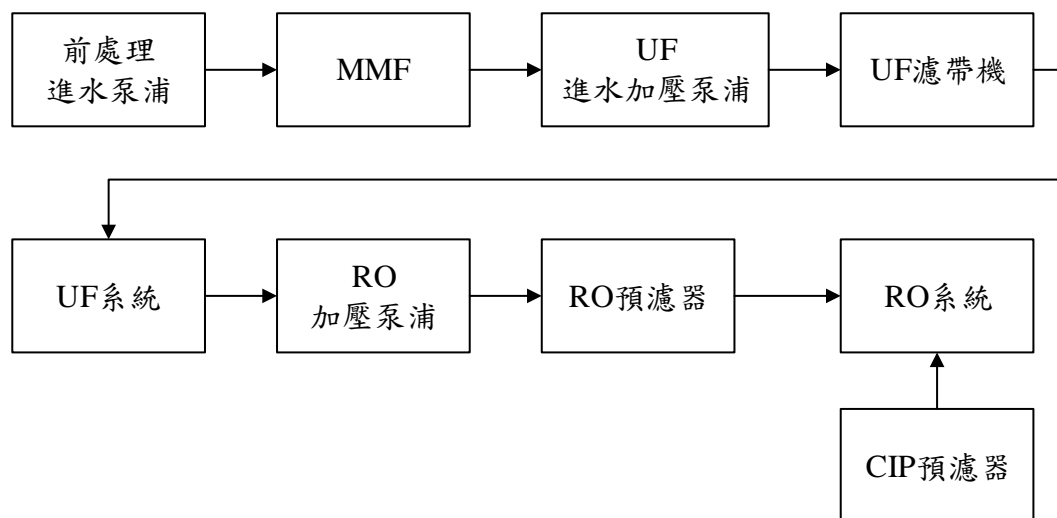 前處理
進水泵浦
MMF
UF
進水加壓泵浦
UF濾帶機
UF系統
RO
加壓泵浦
RO預濾器
RO系統
CIP預濾器